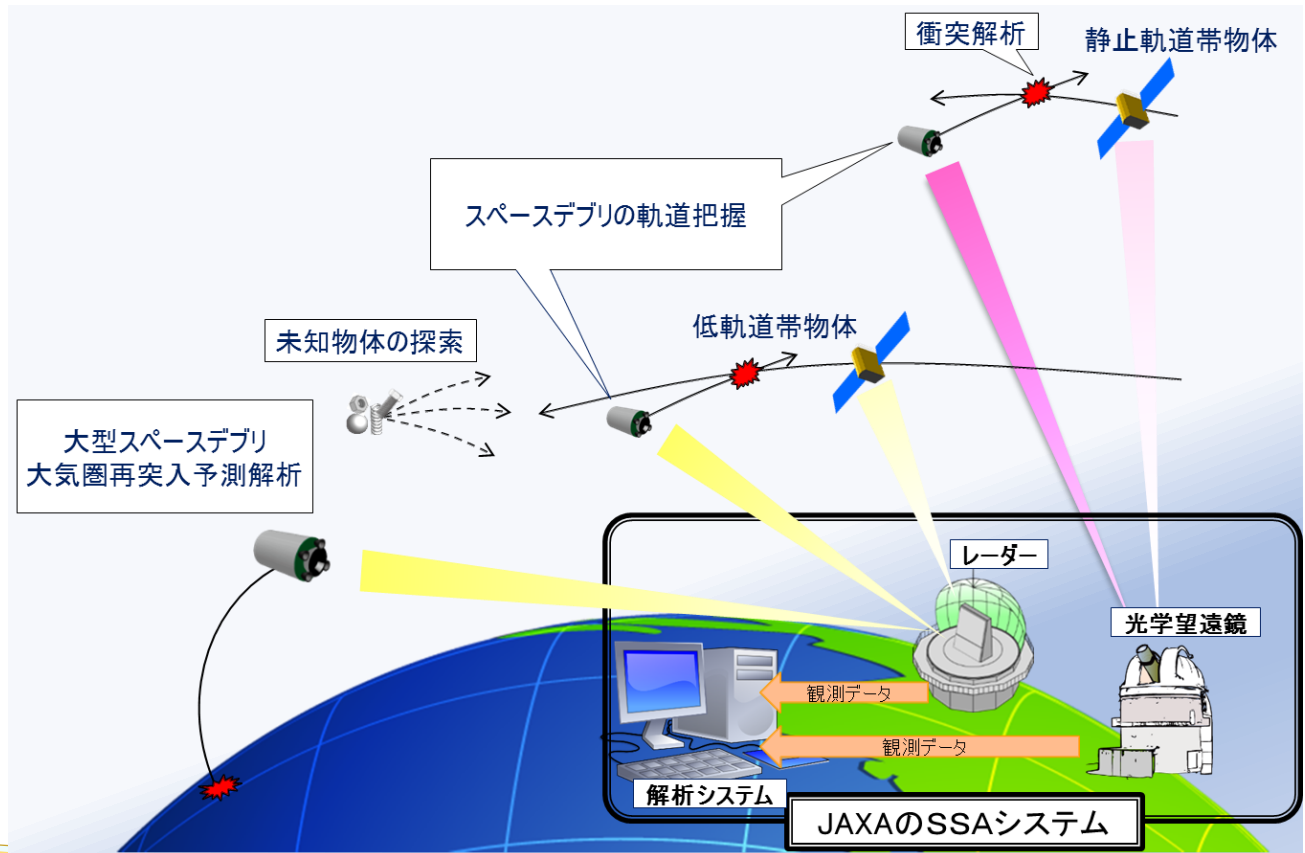 衝突解析
静止軌道帯物体
スペースデブリの軌道把握
低軌道帯物体
未知物体の探索
大型スペースデブリ
大気圏再突入予測解析
レーダー
光学望遠鏡
観測データ
観測データ
解析システム
JAXAのSSAシステム